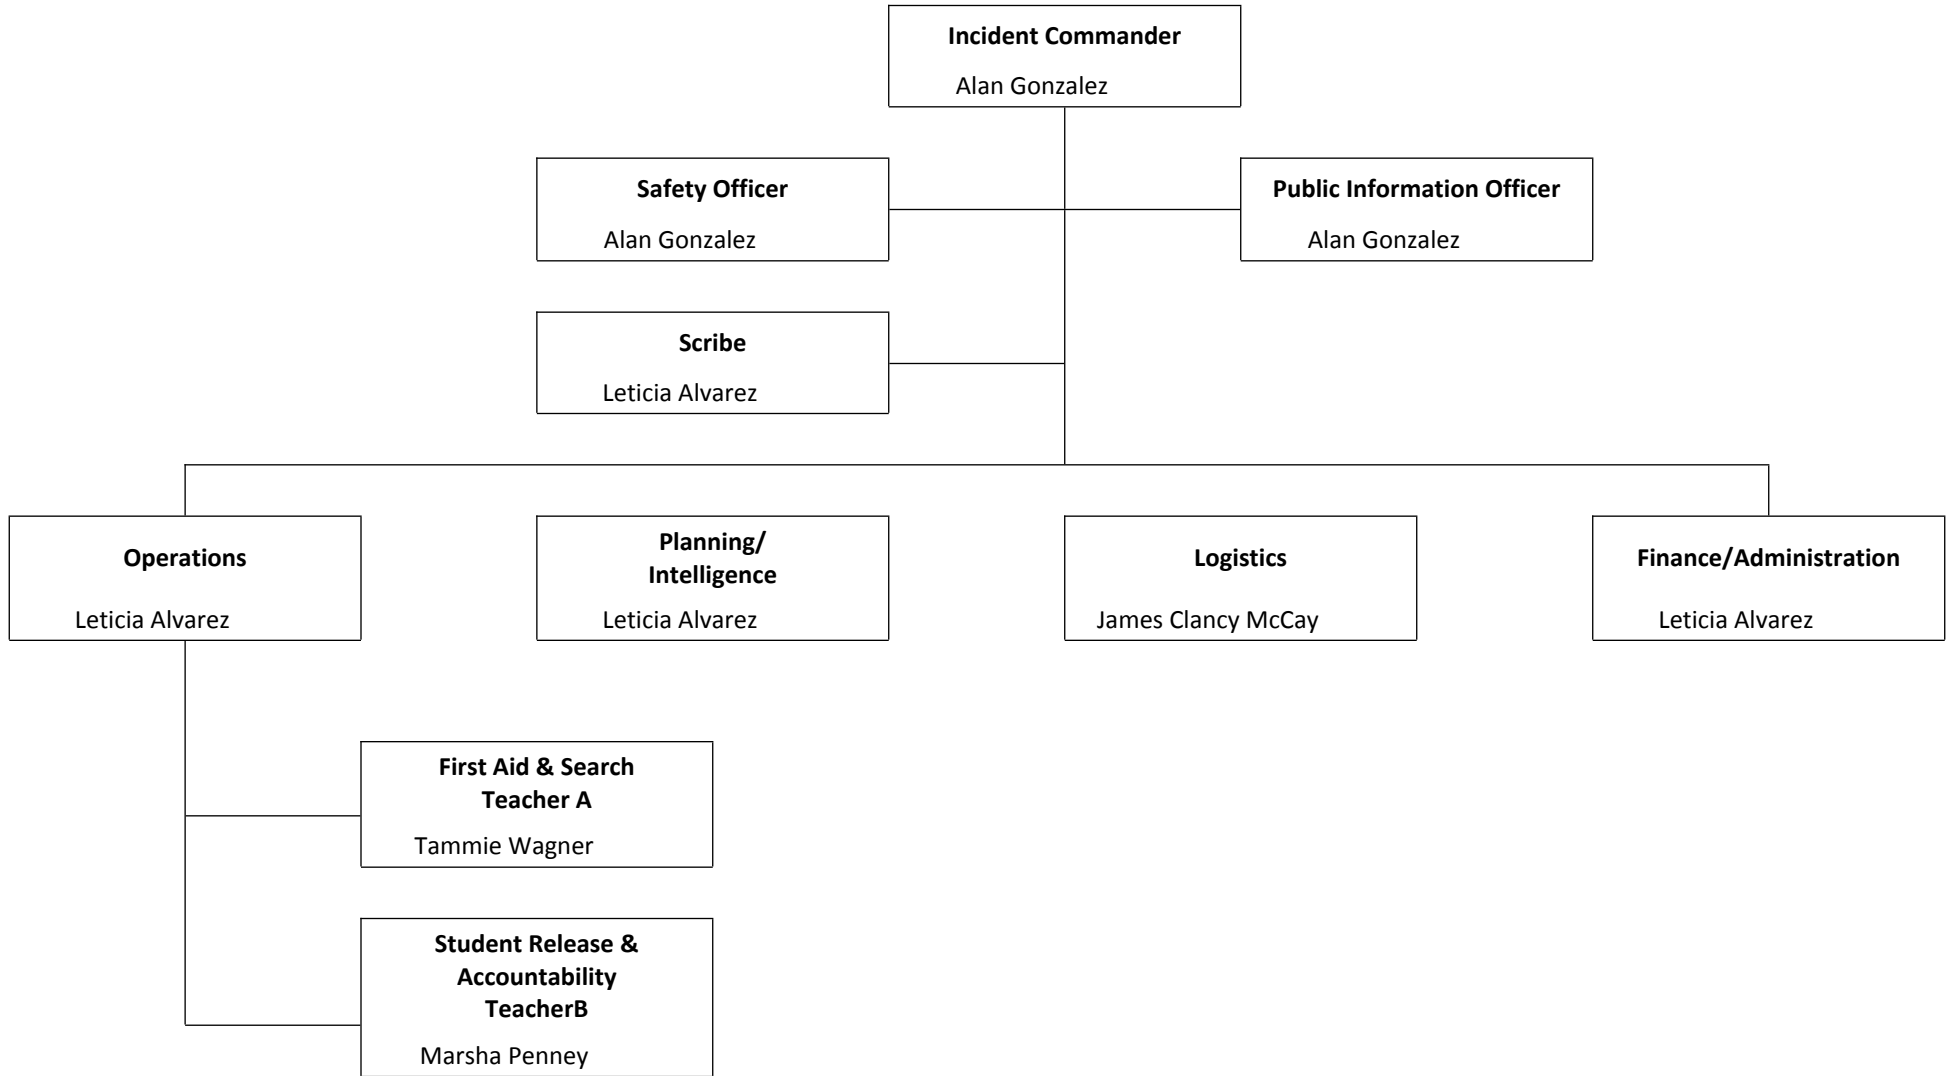 Incident Commander
Alan Gonzalez
Safety Officer
Alan Gonzalez
Public Information Officer
Alan Gonzalez
Scribe
Leticia Alvarez
Operations
Leticia Alvarez
Planning/
Intelligence
Leticia Alvarez
Logistics
James Clancy McCay
Finance/Administration
Leticia Alvarez
First Aid & Search
Teacher A
Tammie Wagner
Student Release &
Accountability
TeacherB
Marsha Penney